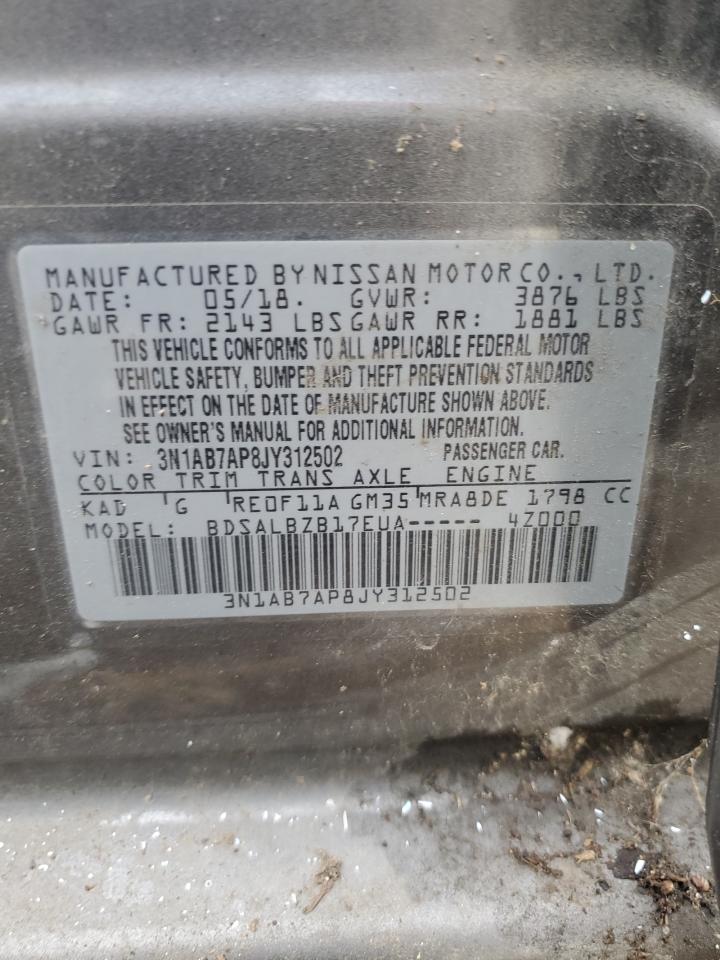 MANUFACTURED BY NISSAN MOTOR CO., LTD.
DATE: 05/18. GVWR: 3876 LBS
GAWR FR: 2143 LBS GAWR RR: 1881 LBS
THIS VEHICLE CONFORMS TO ALL APPLICABLE FEDERAL MOTOR
VEHICLE SAFETY, BUMPER AND THEFT PREVENTION STANDARDS
IN EFFECT ON THE DATE OF MANUFACTURE SHOWN ABOVE.
SEE OWNER'S MANUAL FOR ADDITIONAL INFORMATION.
VIN: 3N1AB7AP8JY312502 PASSENGER CAR.
COLOR TRIM TRANS AXLE ENGINE
KAD G RE0F11A GM35 MRA8DE 1798 CC
MODEL: BDSALBZB17EUA----- 4Z000
3N1AB7AP8JY312502